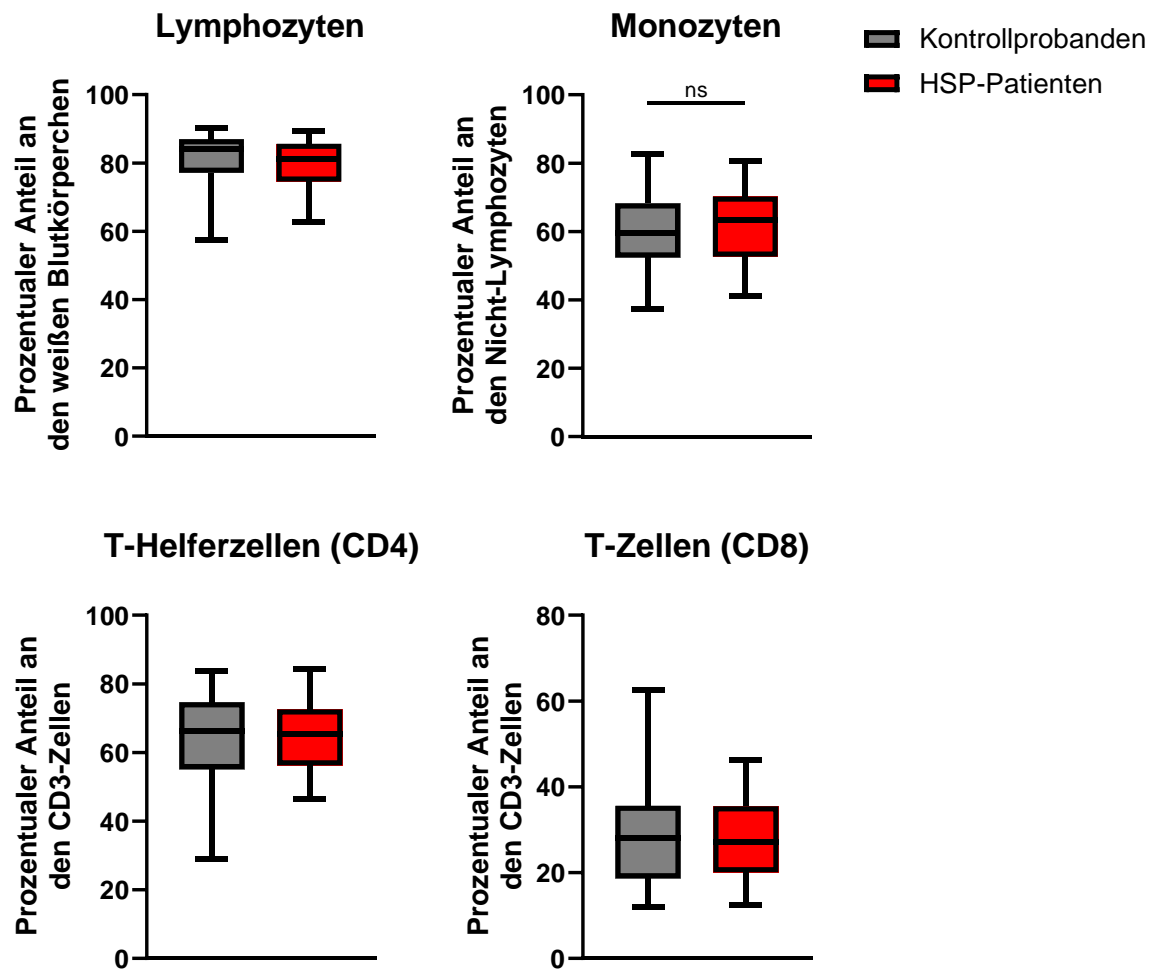 Lymphozyten
Prozentualer Anteil an
den weißen Blutkörperchen
100
80
60
40
20
0
Monozyten
Prozentualer Anteil an
den Nicht-Lymphozyten
100
80
60
40
20
0
ns
Kontrollprobanden
HSP-Patienten
T-Helferzellen (CD4)
Prozentualer Anteil an
den CD3-Zellen
100
80
60
40
20
0
T-Zellen (CD8)
Prozentualer Anteil an
den CD3-Zellen
80
60
40
20
0